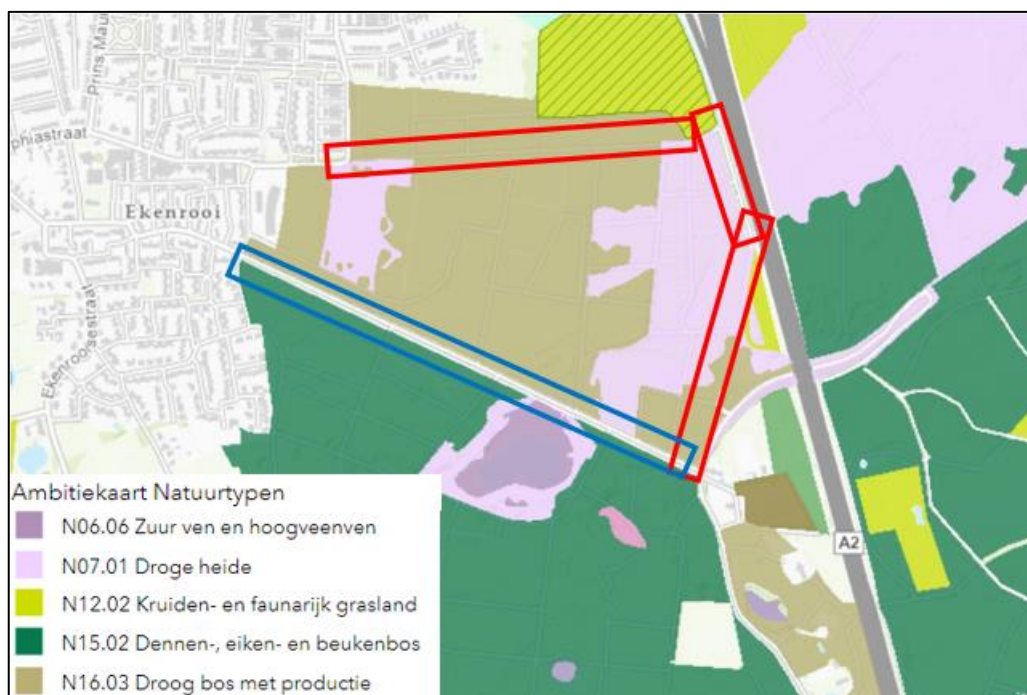 Prins Mau
phiastraat
Ekenrooi
Ekenrooisestraat
A2
Ambitiekaart Natuurtypen
N06.06 Zuur ven en hoogveenven
N07.01 Droge heide
N12.02 Kruiden- en faunarijk grasland
N15.02 Dennen-, eiken- en beukenbos
N16.03 Droog bos met productie